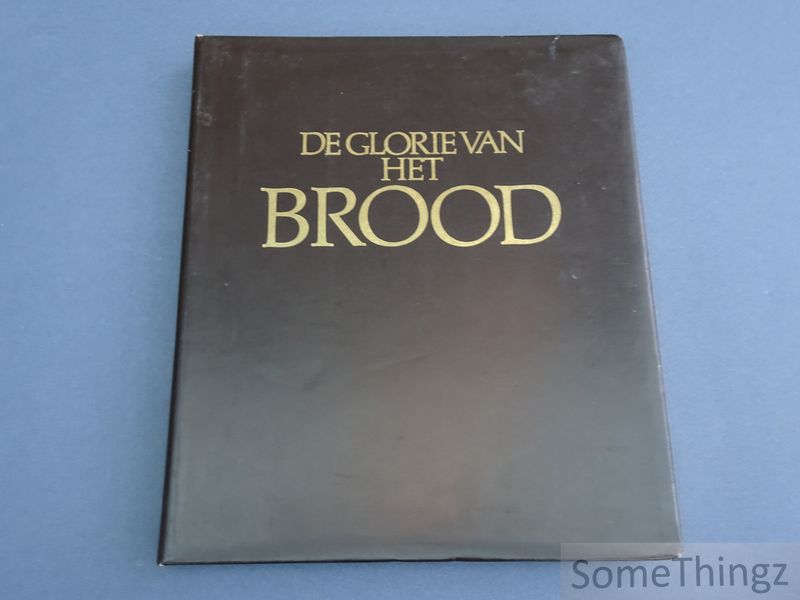 DE GLORIE VAN
HET
BROOD
SomeThingz